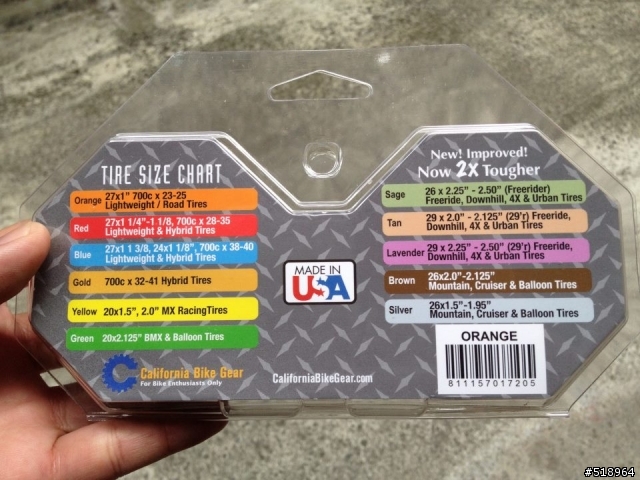 TIRE SIZE CHART
Orange 27x1" 700c x 23-25
Lightweight / Road Tires
Red 27x1 1/4"-1 1/8, 700c x 28-35
Lightweight & Hybrid Tires
Blue 27x1 1 3/8, 24x1 1/8", 700c x 38-40
Lightweight & Hybrid Tires
Gold 700c x 32-41 Hybrid Tires
Yellow 20x1.5", 2.0" MX RacingTires
Green 20x2.125" BMX & Balloon Tires
California Bike Gear
For Bike Enthusiasts Only
MADE IN
USA
CaliforniaBikeGear.com
New! Improved!
Now 2X Tougher
Sage 26 x 2.25" - 2.50" (Freerider)
Freeride, Downhill, 4X & Urban Tires
Tan 29 x 2.0" - 2.125" (29'r) Freeride,
Downhill, 4X & Urban Tires
Lavender 29 x 2.25" - 2.50" (29'r) Freeride,
Downhill, 4X & Urban Tires
Brown 26x2.0"-2.125"
Mountain, Cruiser & Balloon Tires
Silver 26x1.5"-1.95"
Mountain, Cruiser & Balloon Tires
ORANGE
811157017205
#518964